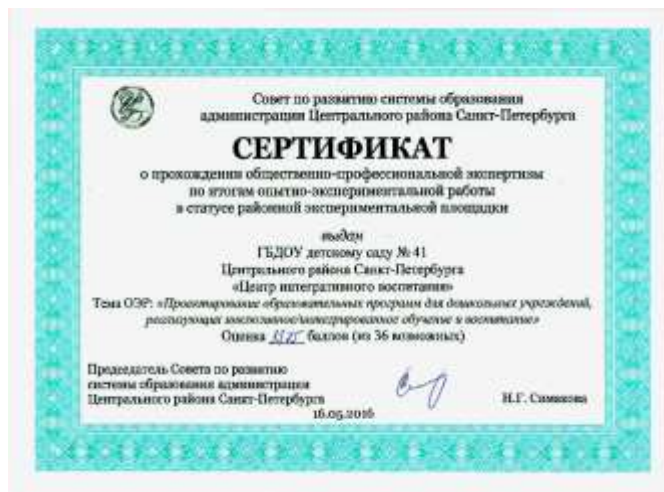 Совет по развитию системы образования
администрации Центрального района Санкт-Петербурга
СЕРТИФИКАТ
о прохождении общественно-профессиональной экспертизы
по итогам опытно-экспериментальной работы
в статусе районной экспериментальной площадки
выдан
ГБДОУ детскому саду № 41
Центрального района Санкт-Петербурга
«Центр интегративного воспитания»
Тема ОЭР: «Проектирование образовательных программ для дошкольных учреждений,
реализующих инклюзивное/интегрированное обучение и воспитание»
Оценка баллов (из 36 возможных)
Председатель Совета по развитию
системы образования администрации
Центрального района Санкт-Петербурга
Н.Г. Симакова
16.05.2016